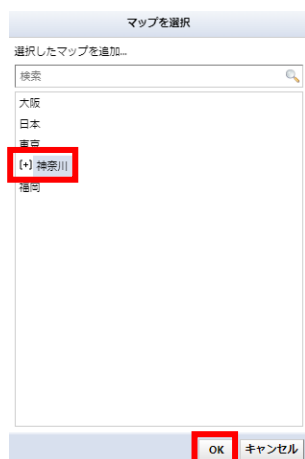 マップを選択
選択したマップを追加...
検索
大阪
日本
東京
[+] 神奈川
福岡
OK キャンセル